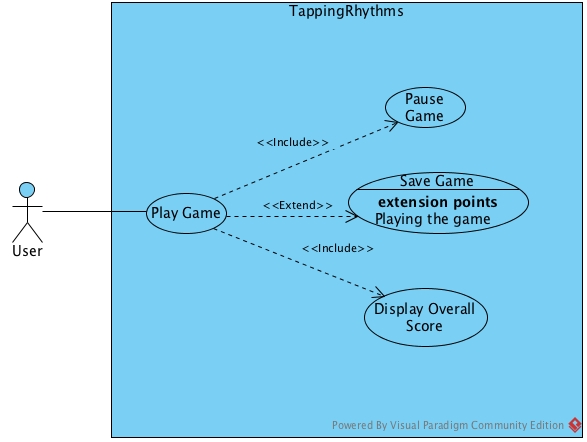 TappingRhythms
Pause
Game
<<Include>>
Save Game
extension points
Playing the game
<<Extend>>
Play Game
User
<<Include>>
Display Overall
Score
Powered By Visual Paradigm Community Edition